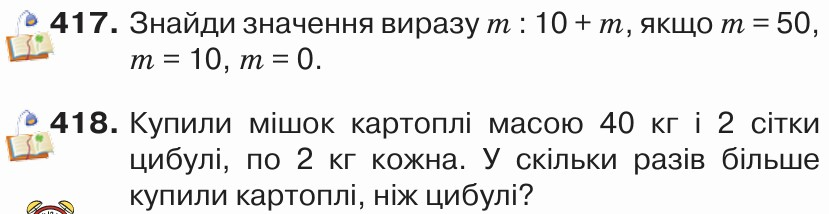 417. Знайди значення виразу m : 10 + m, якщо m = 50,
m = 10, m = 0.
418. Купили мішок картоплі масою 40 кг і 2 сітки
цибулі, по 2 кг кожна. У скільки разів більше
купили картоплі, ніж цибулі?